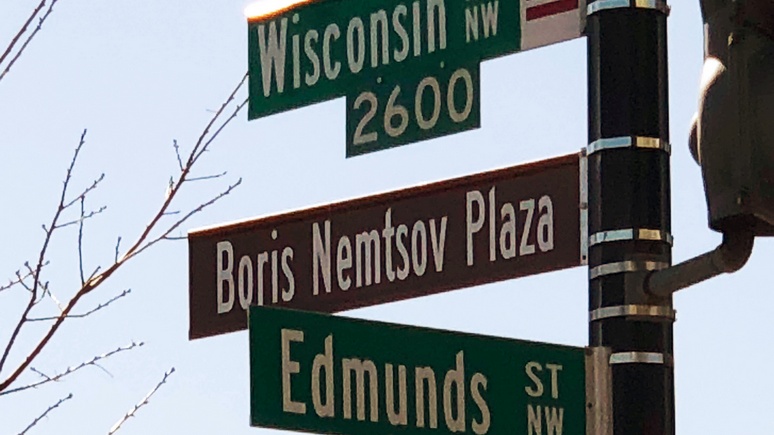 Wisconsin NW
2600
Boris Nemtsov Plaza
Edmunds ST NW